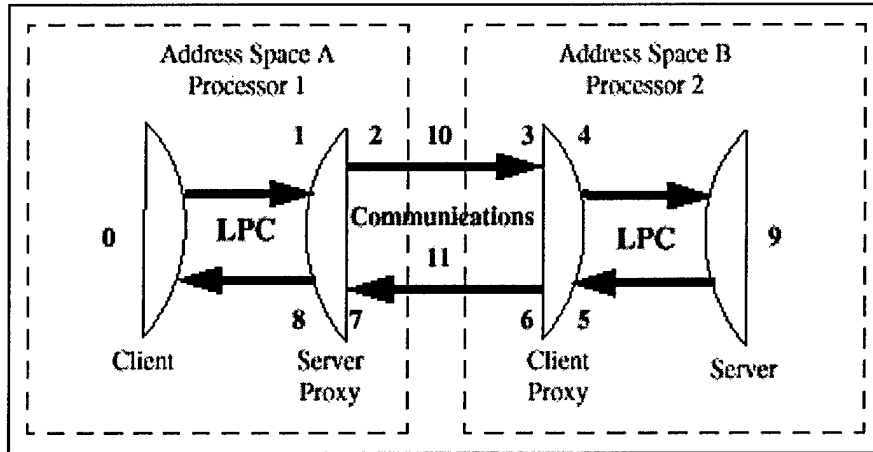 Address Space A
Processor 1
Address Space B
Processor 2
1 2 10 3 4
Communications
0 LPC LPC 9
11
8 7 6 5
Client
Server
Proxy
Client
Proxy
Server